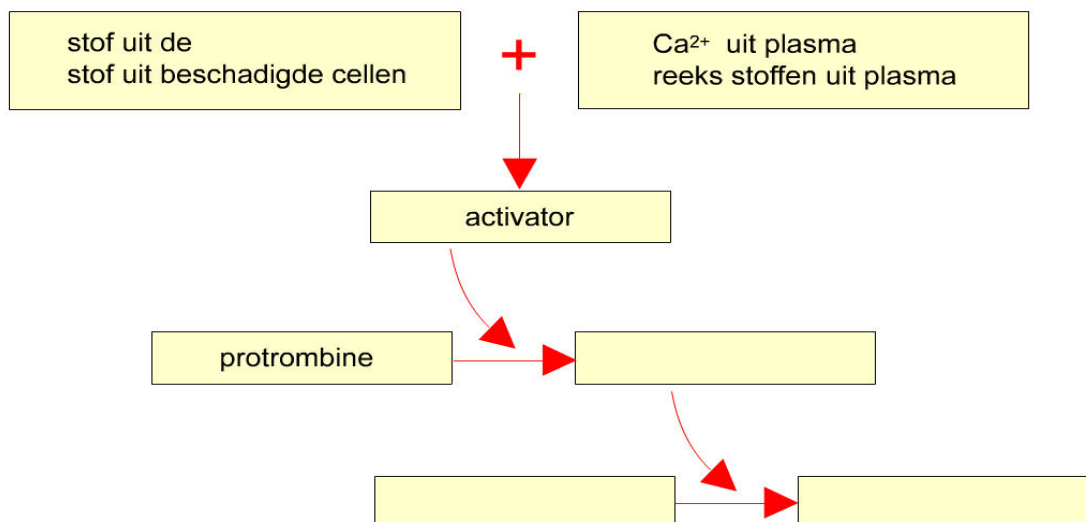 stof uit de
stof uit beschadigde cellen
+
Ca²⁺ uit plasma
reeks stoffen uit plasma
activator
protrombine